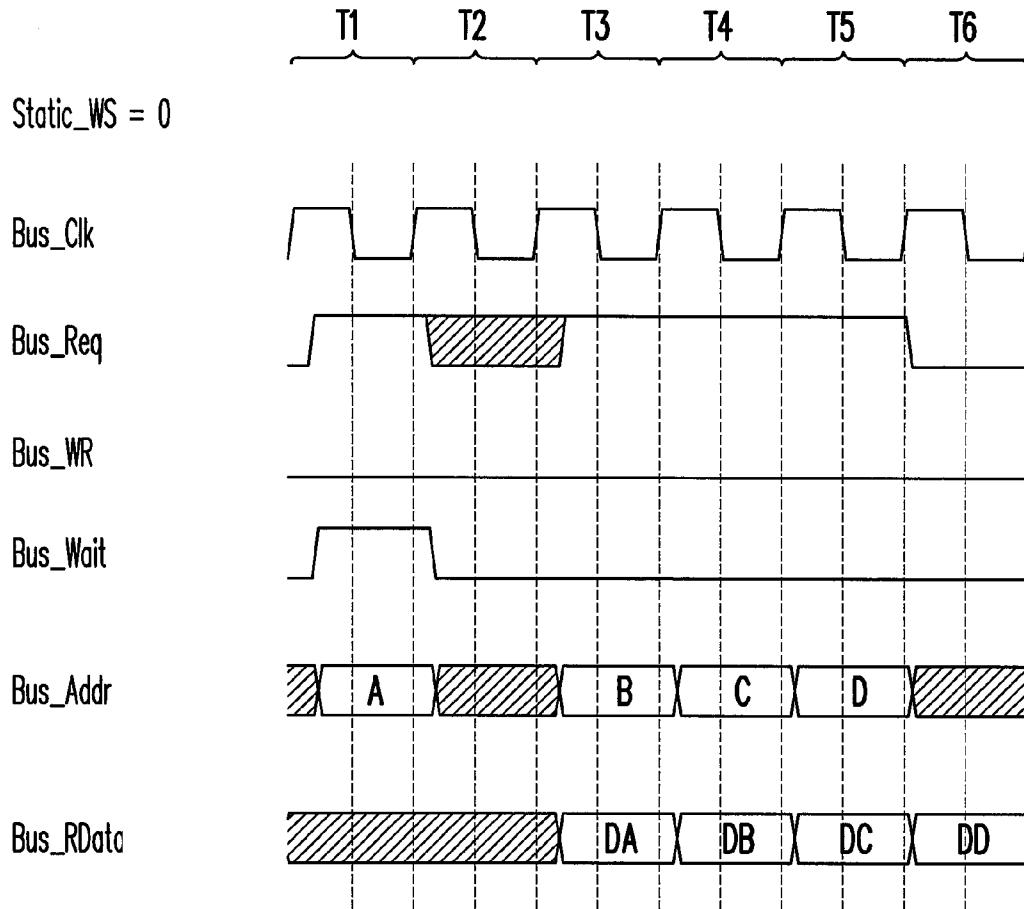 T1 T2 T3 T4 T5 T6
Static_WS = 0
Bus_Clk
Bus_Req
Bus_WR
Bus_Wait
Bus_Addr A B C D
Bus_RData DA DB DC DD